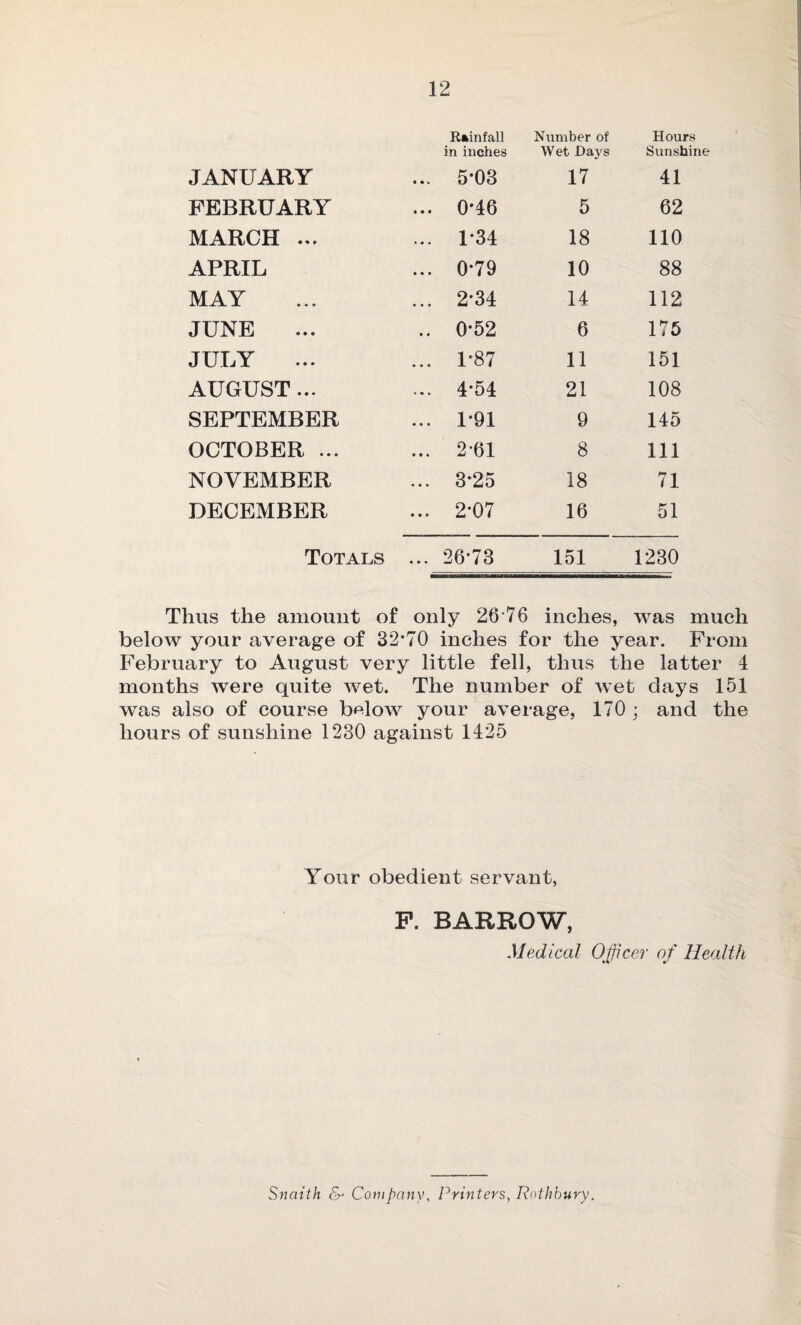 12
Rainfall Number of Hours
in inches Wet Days Sunshine
JANUARY ... 5·03 17 41
FEBRUARY ... 0·46 5 62
MARCH ... ... 1·34 18 110
APRIL ... 0·79 10 88
MAY ... ... 2·34 14 112
JUNE ... .. 0·52 6 175
JULY ... ... 1·87 11 151
AUGUST ... ... 4·54 21 108
SEPTEMBER ... 1·91 9 145
OCTOBER ... ... 2·61 8 111
NOVEMBER ... 3·25 18 71
DECEMBER ... 2·07 16 51
TOTALS ... 26·73 151 1230
Thus the amount of only 26·76 inches, was much
below your average of 32·70 inches for the year. From
February to August very little fell, thus the latter 4
months were quite wet. The number of wet days 151
was also of course below your average, 170 ; and the
hours of sunshine 1230 against 1425
Your obedient servant,
F. BARROW,
Medical Officer of Health
Snaith & Company, Printers, Rothbury.